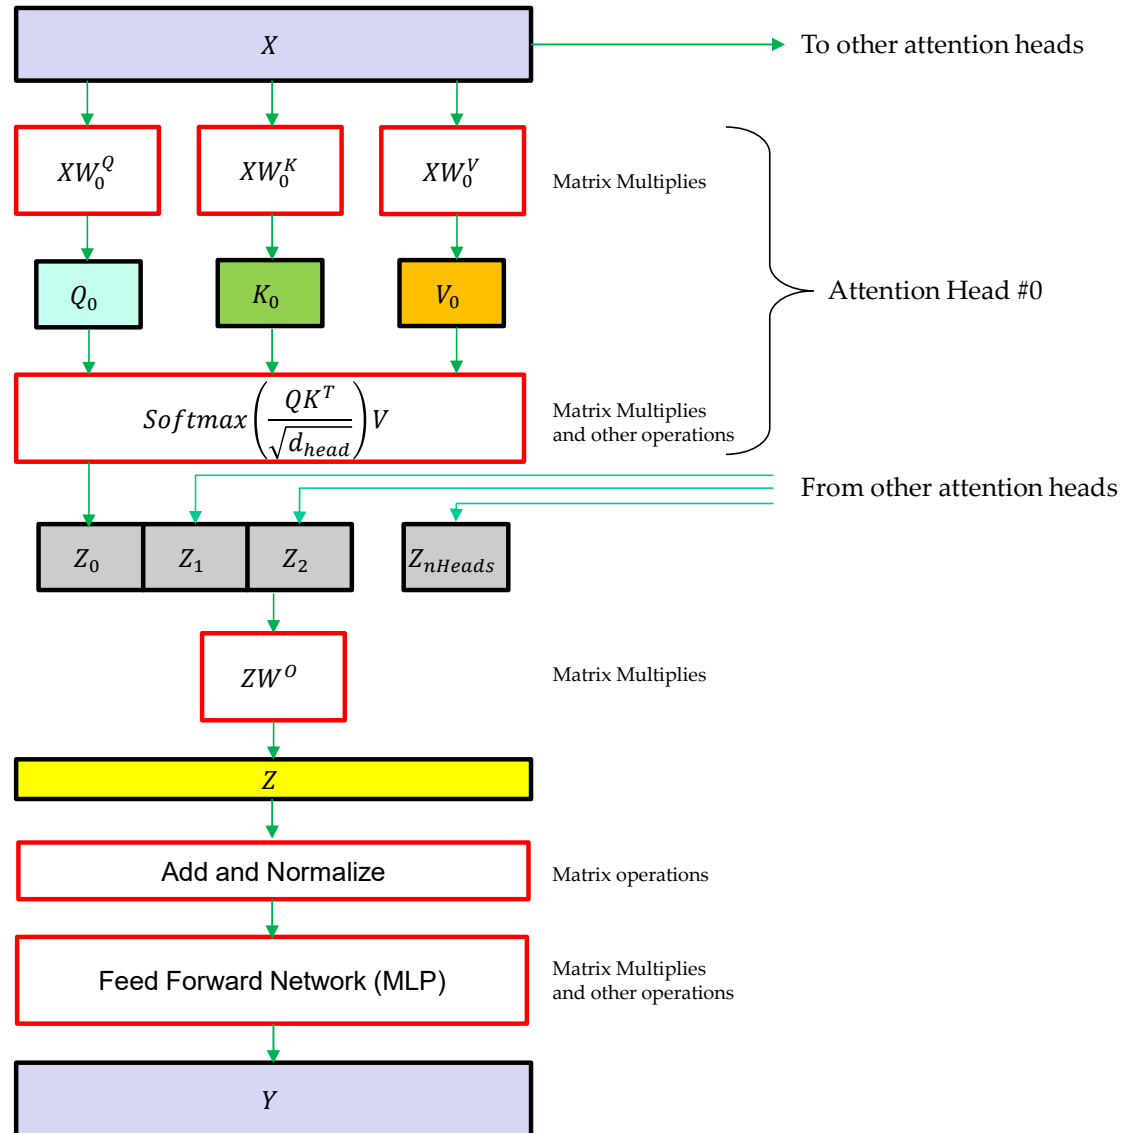 X
To other attention heads
XW_0^Q XW_0^K XW_0^V
Matrix Multiplies
Q_0 K_0 V_0
Attention Head #0
Softmax(QK^T / √d_head)V
Matrix Multiplies
and other operations
From other attention heads
Z_0 Z_1 Z_2 Z_nHeads
ZW^O
Matrix Multiplies
Z
Add and Normalize
Matrix operations
Feed Forward Network (MLP)
Matrix Multiplies
and other operations
Y